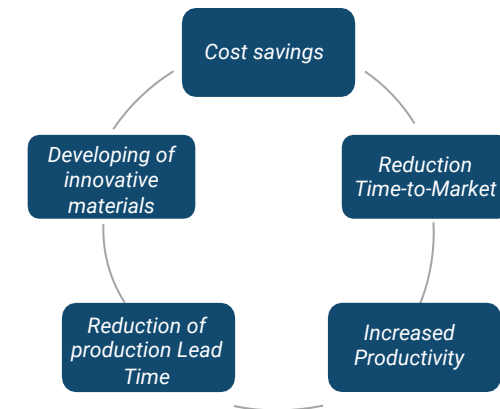 Cost savings
Reduction
Time-to-Market
Increased
Productivity
Reduction of
production Lead
Time
Developing of
innovative
materials